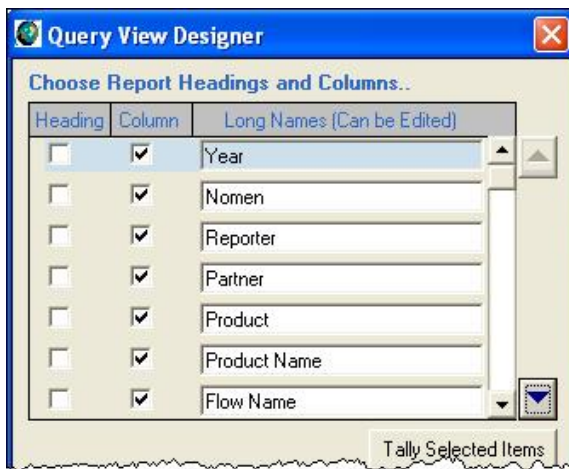 Query View Designer
Choose Report Headings and Columns..
Heading Column Long Names (Can be Edited)
Year
Nomen
Reporter
Partner
Product
Product Name
Flow Name
Tally Selected Items